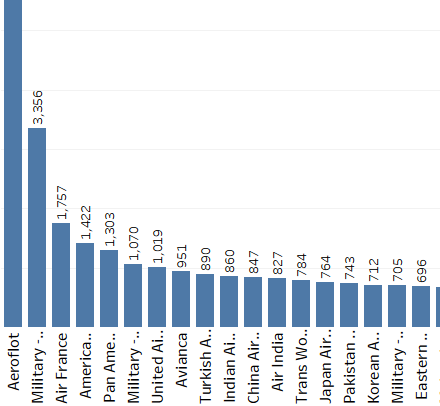 3,356
1,757
1,422
1,303
1,070
1,019
951
890
860
847
827
784
764
743
712
705
696
Aeroflot
Military -..
Air France
America..
Pan Ame..
Military -..
United Ai..
Avianca
Turkish A..
Indian Ai..
China Air..
Air India
Trans Wo..
Japan Air..
Pakistan ..
Korean A..
Military -..
Eastern ..